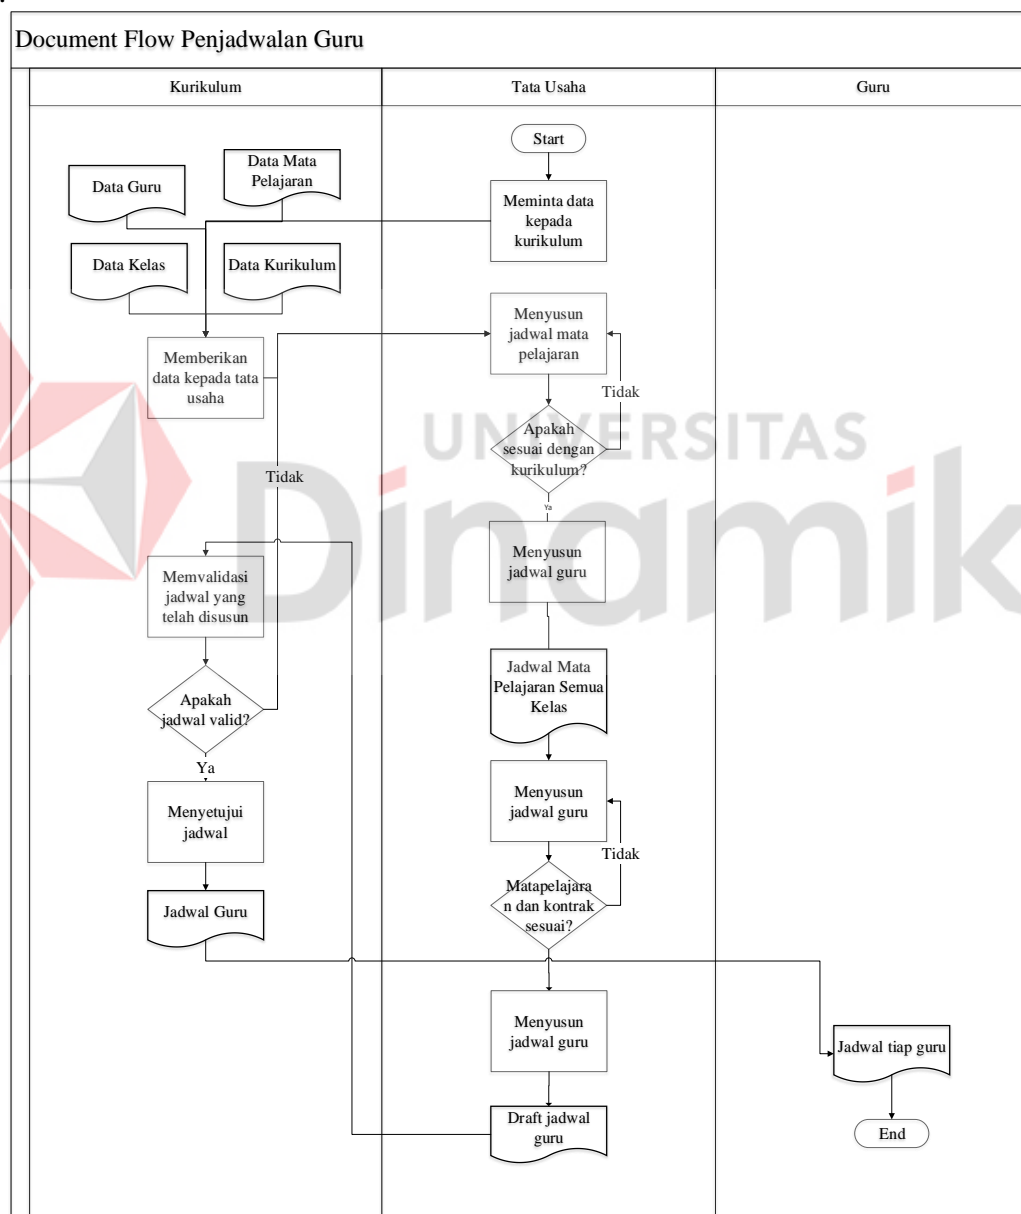 Document Flow Penjadwalan Guru
Kurikulum
Tata Usaha
Guru
Start
Data Guru
Data Mata
Pelajaran
Meminta data
kepada
kurikulum
Data Kelas
Data Kurikulum
Memberikan
data kepada tata
usaha
Menyusun
jadwal mata
pelajaran
Tidak
Apakah
sesuai dengan
kurikulum?
UNIVERSITAS
Dinamika
Tidak
Ya
Menyusun
jadwal guru
Memvalidasi
jadwal yang
telah disusun
Jadwal Mata
Pelajaran Semua
Kelas
Apakah
jadwal valid?
Ya
Menyusun
jadwal guru
Menyetujui
jadwal
Tidak
Matapelajara
n dan kontrak
sesuai?
Jadwal Guru
Menyusun
jadwal guru
Jadwal tiap guru
Draft jadwal
guru
End